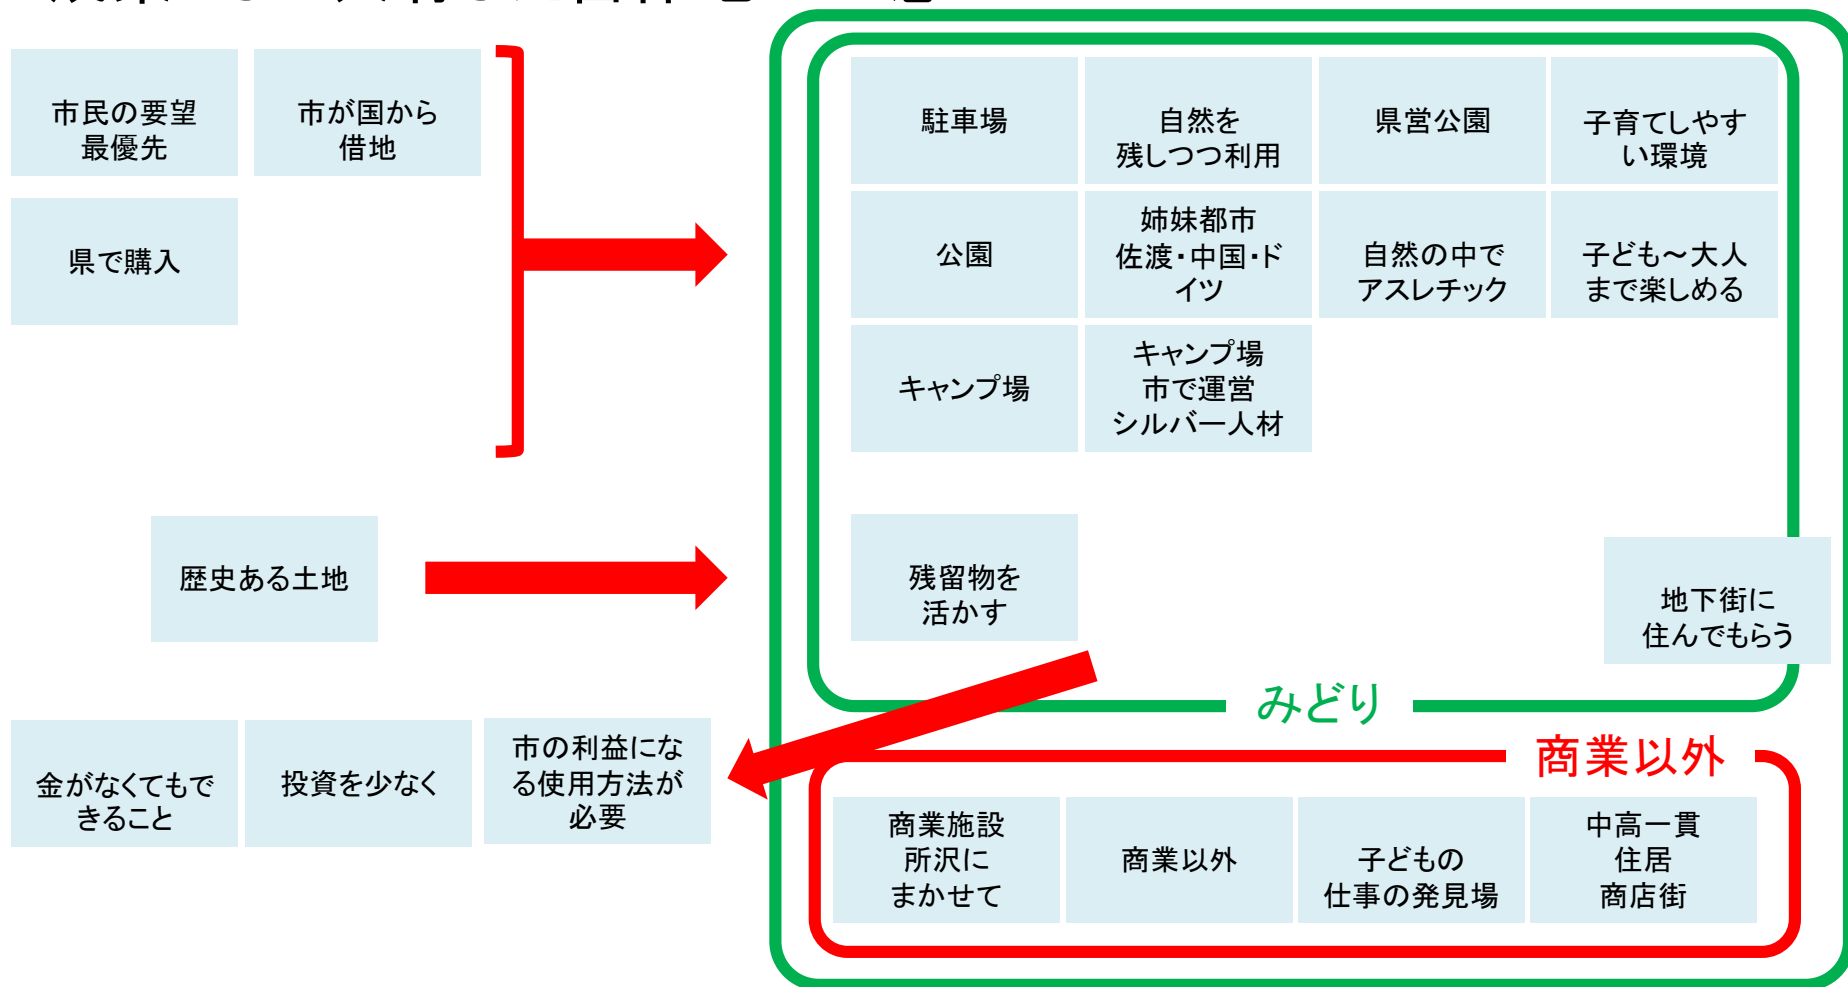 市民の要望
最優先
市が国から
借地
県で購入
歴史ある土地
金がなくてもで
きること
投資を少なく
市の利益にな
る使用方法が
必要
駐車場
自然を
残しつつ利用
県営公園
子育てしやす
い環境
公園
姉妹都市
佐渡・中国・ド
イツ
自然の中で
アスレチック
子ども～大人
まで楽しめる
キャンプ場
キャンプ場
市で運営
シルバー人材
残留物を
活かす
地下街に
住んでもらう
みどり
商業以外
商業施設
所沢に
まかせて
商業以外
子どもの
仕事の発見場
中高一貫
住居
商店街